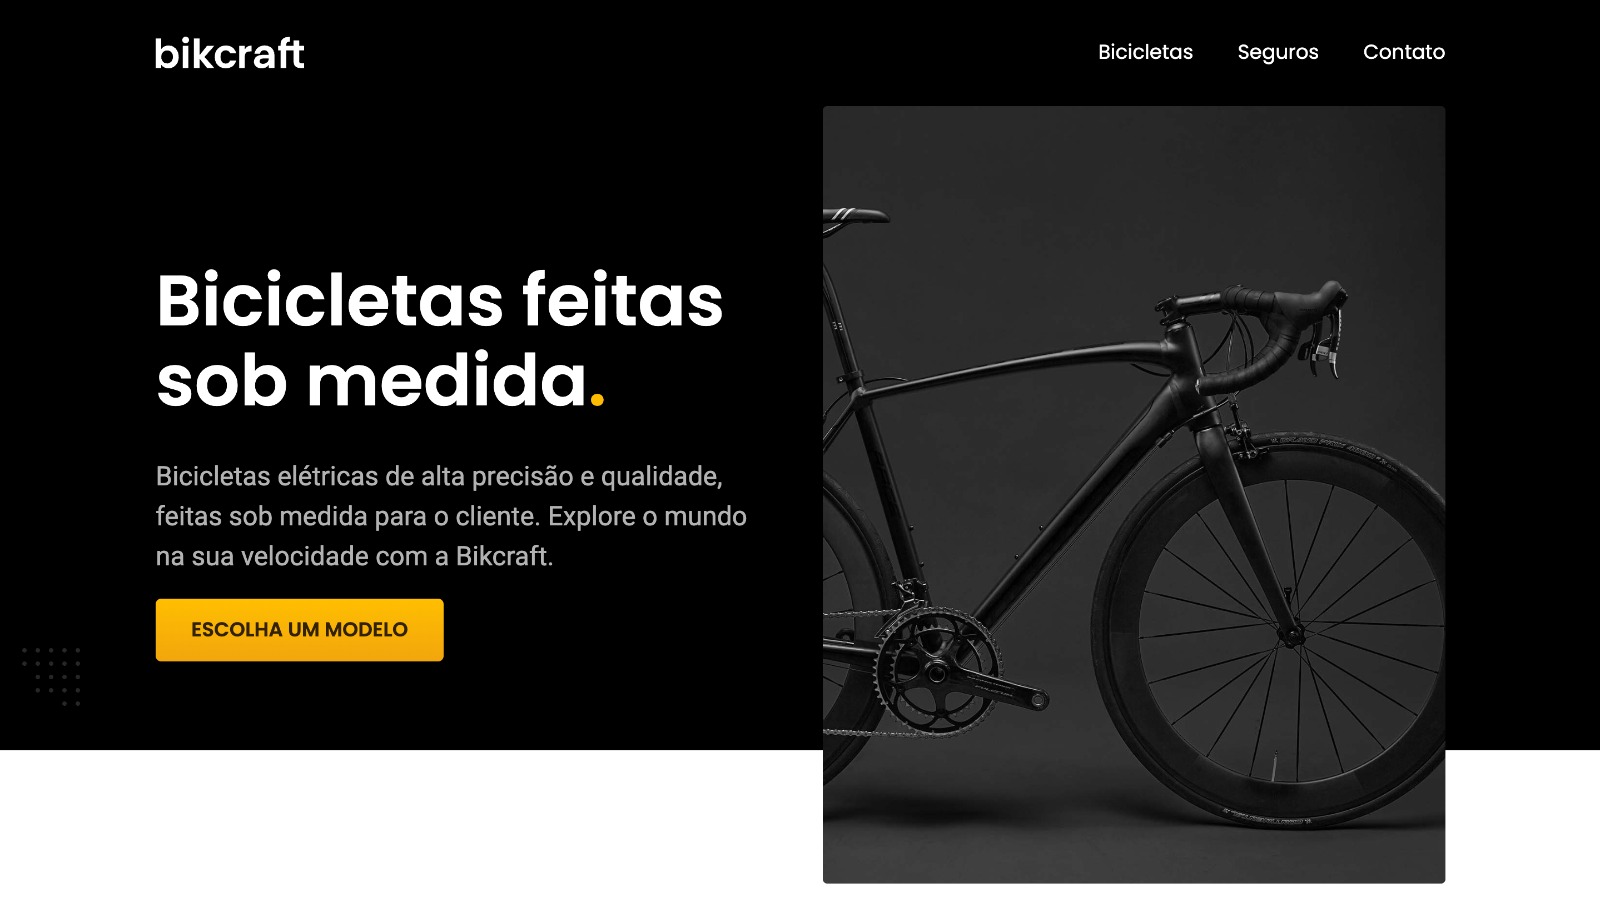 bikcraft
Bicicletas
Seguros
Contato
Bicicletas feitas
sob medida.
Bicicletas elétricas de alta precisão e qualidade,
feitas sob medida para o cliente. Explore o mundo
na sua velocidade com a Bikcraft.
ESCOLHA UM MODELO